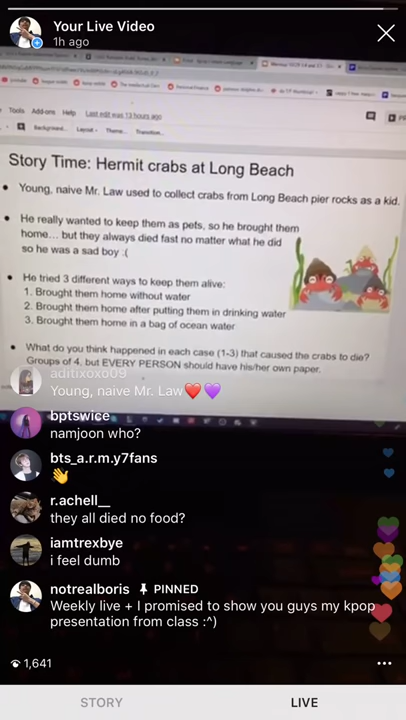 Your Live Video
1h ago
Tools Add-ons Help Last edit was 13 hours ago
Background... Layout Theme... Transition...
Story Time: Hermit crabs at Long Beach
• Young, naive Mr. Law used to collect crabs from Long Beach pier rocks as a kid.
• He really wanted to keep them as pets, so he brought them
home... but they always died fast no matter what he did
so he was a sad boy :(
• He tried 3 different ways to keep them alive:
1. Brought them home without water
2. Brought them home after putting them in drinking water
3. Brought them home in a bag of ocean water
• What do you think happened in each case (1-3) that caused the crabs to die?
Groups of 4, but EVERY PERSON should have his/her own paper.
aditixoxo09
Young, naive Mr. Law❤️💜
bptswice
namjoon who?
bts_a.r.m.y7fans
👋
r.achell__
they all died no food?
iamtrexbye
i feel dumb
notrealboris PINNED
Weekly live + I promised to show you guys my kpop
presentation from class :^)
1,641
STORY LIVE